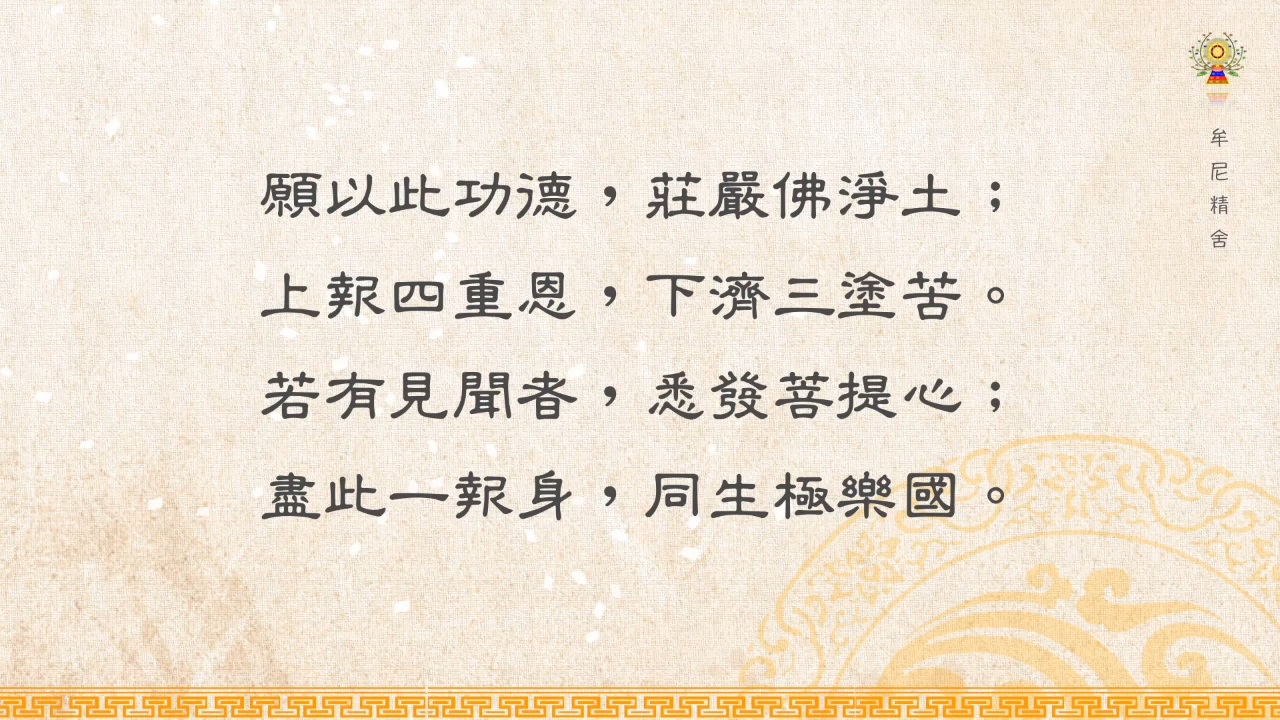 願以此功德，莊嚴佛淨土；
上報四重恩，下濟三塗苦。
若有見聞者，悉發菩提心；
盡此一報身，同生極樂國。
牟尼精舍